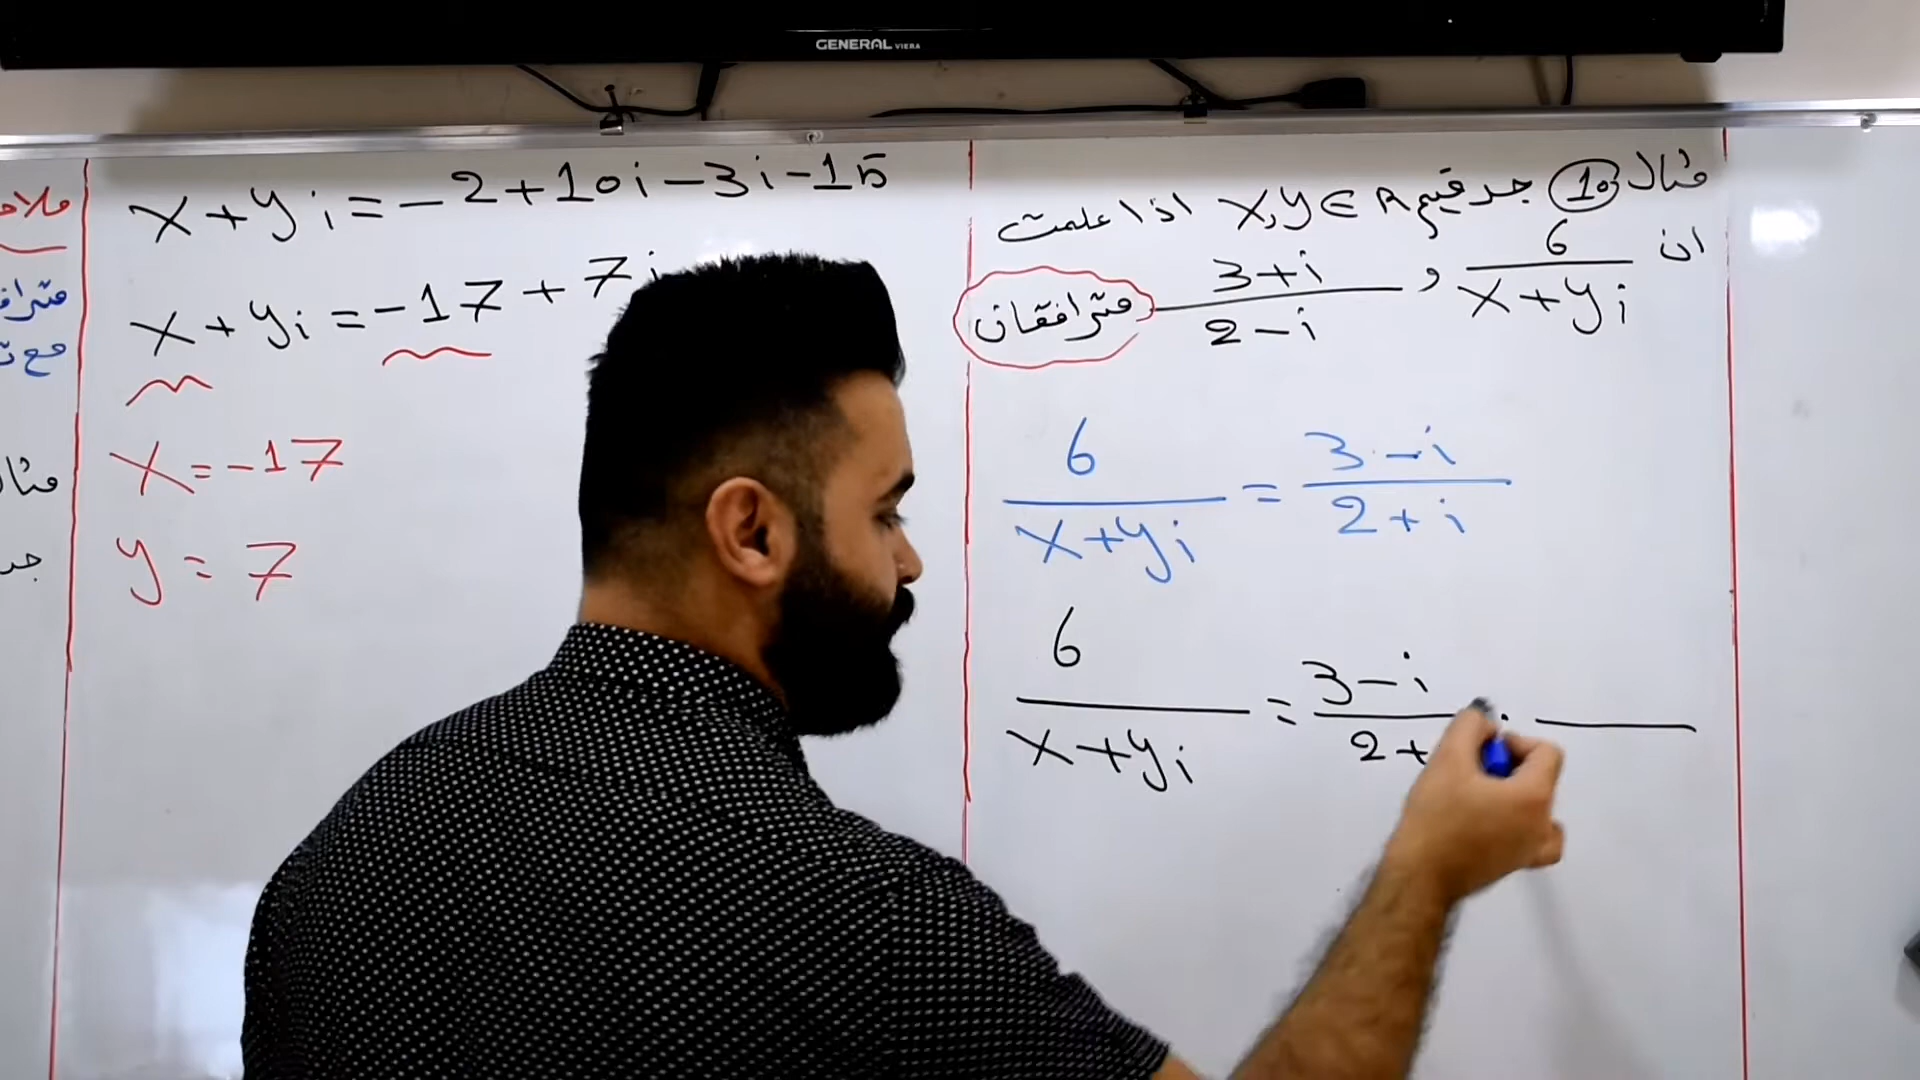 GENERAL VIERA
مثال 10 جد قيم x,y∈R اذا علمت
ان 6/(x+yi) , (3+i)/(2-i) مترافقان
6/(x+yi) = (3-i)/(2+i)
6/(x+yi) = (3-i)/(2+
x+yi=-2+10i-3i-15
x+yi=-17+7i
x=-17
y=7
مثال